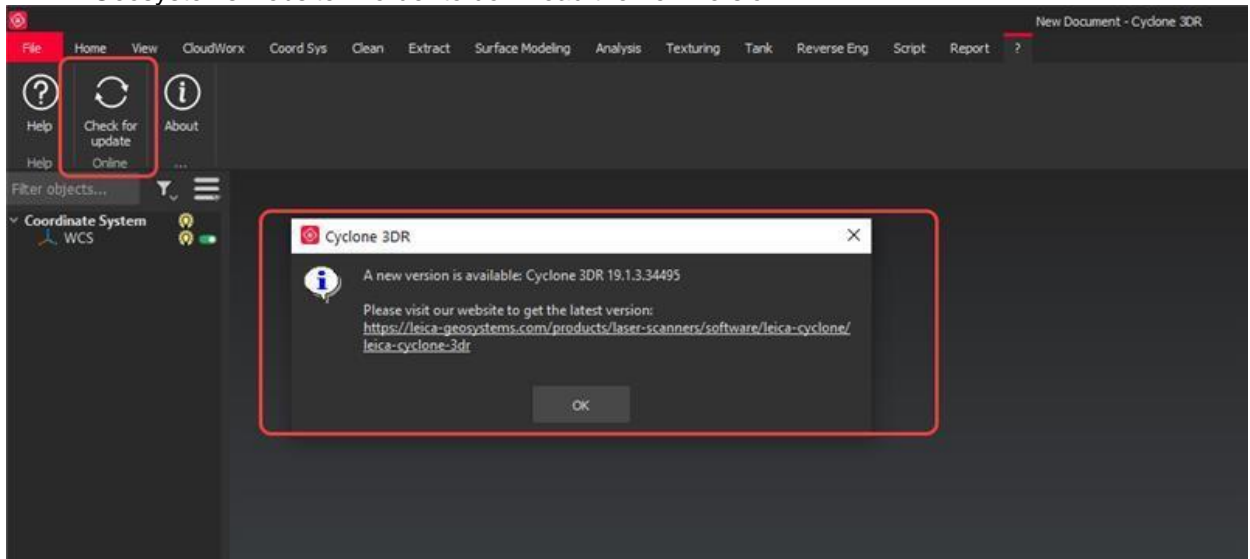 New Document - Cyclone 3DR
File Home View CloudWorx Coord Sys Clean Extract Surface Modeling Analysis Texturing Tank Reverse Eng Script Report ?
Help Check for update About
Help Online ...
Filter objects...
Coordinate System
WCS
Cyclone 3DR
A new version is available: Cyclone 3DR 19.1.3.34495
Please visit our website to get the latest version:
https://leica-geosystems.com/products/laser-scanners/software/leica-cyclone/
leica-cyclone-3dr
OK